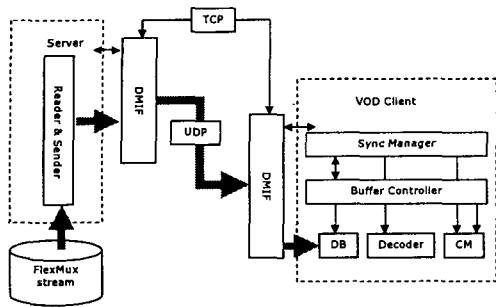 TCP
Server
DMIF
Reader & Sender
UDP
VOD Client
Sync Manager
DMIF
Buffer Controller
DB
Decoder
CM
FlexMux
stream